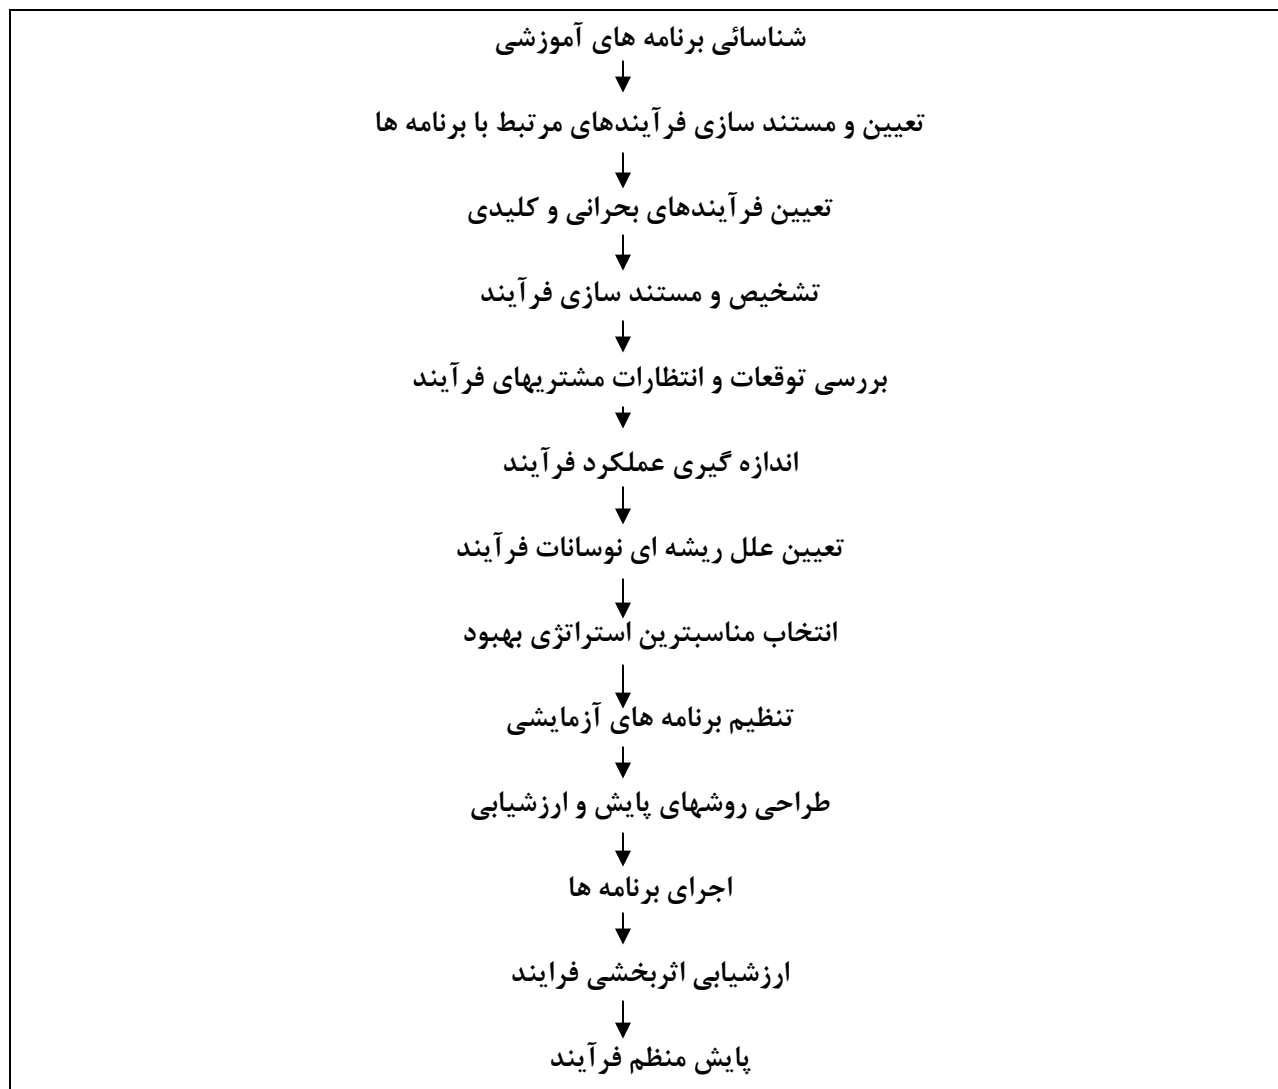 شناسائی برنامه های آموزشی
تعیین و مستند سازی فرآیندهای مرتبط با برنامه ها
تعیین فرآیندهای بحرانی و کلیدی
تشخیص و مستند سازی فرآیند
بررسی توقعات و انتظارات مشتریهای فرآیند
اندازه گیری عملکرد فرآیند
تعیین علل ریشه ای نوسانات فرآیند
انتخاب مناسبترین استراتژی بهبود
تنظیم برنامه های آزمایشی
طراحی روشهای پایش و ارزشیابی
اجرای برنامه ها
ارزشیابی اثربخشی فرایند
پایش منظم فرآیند